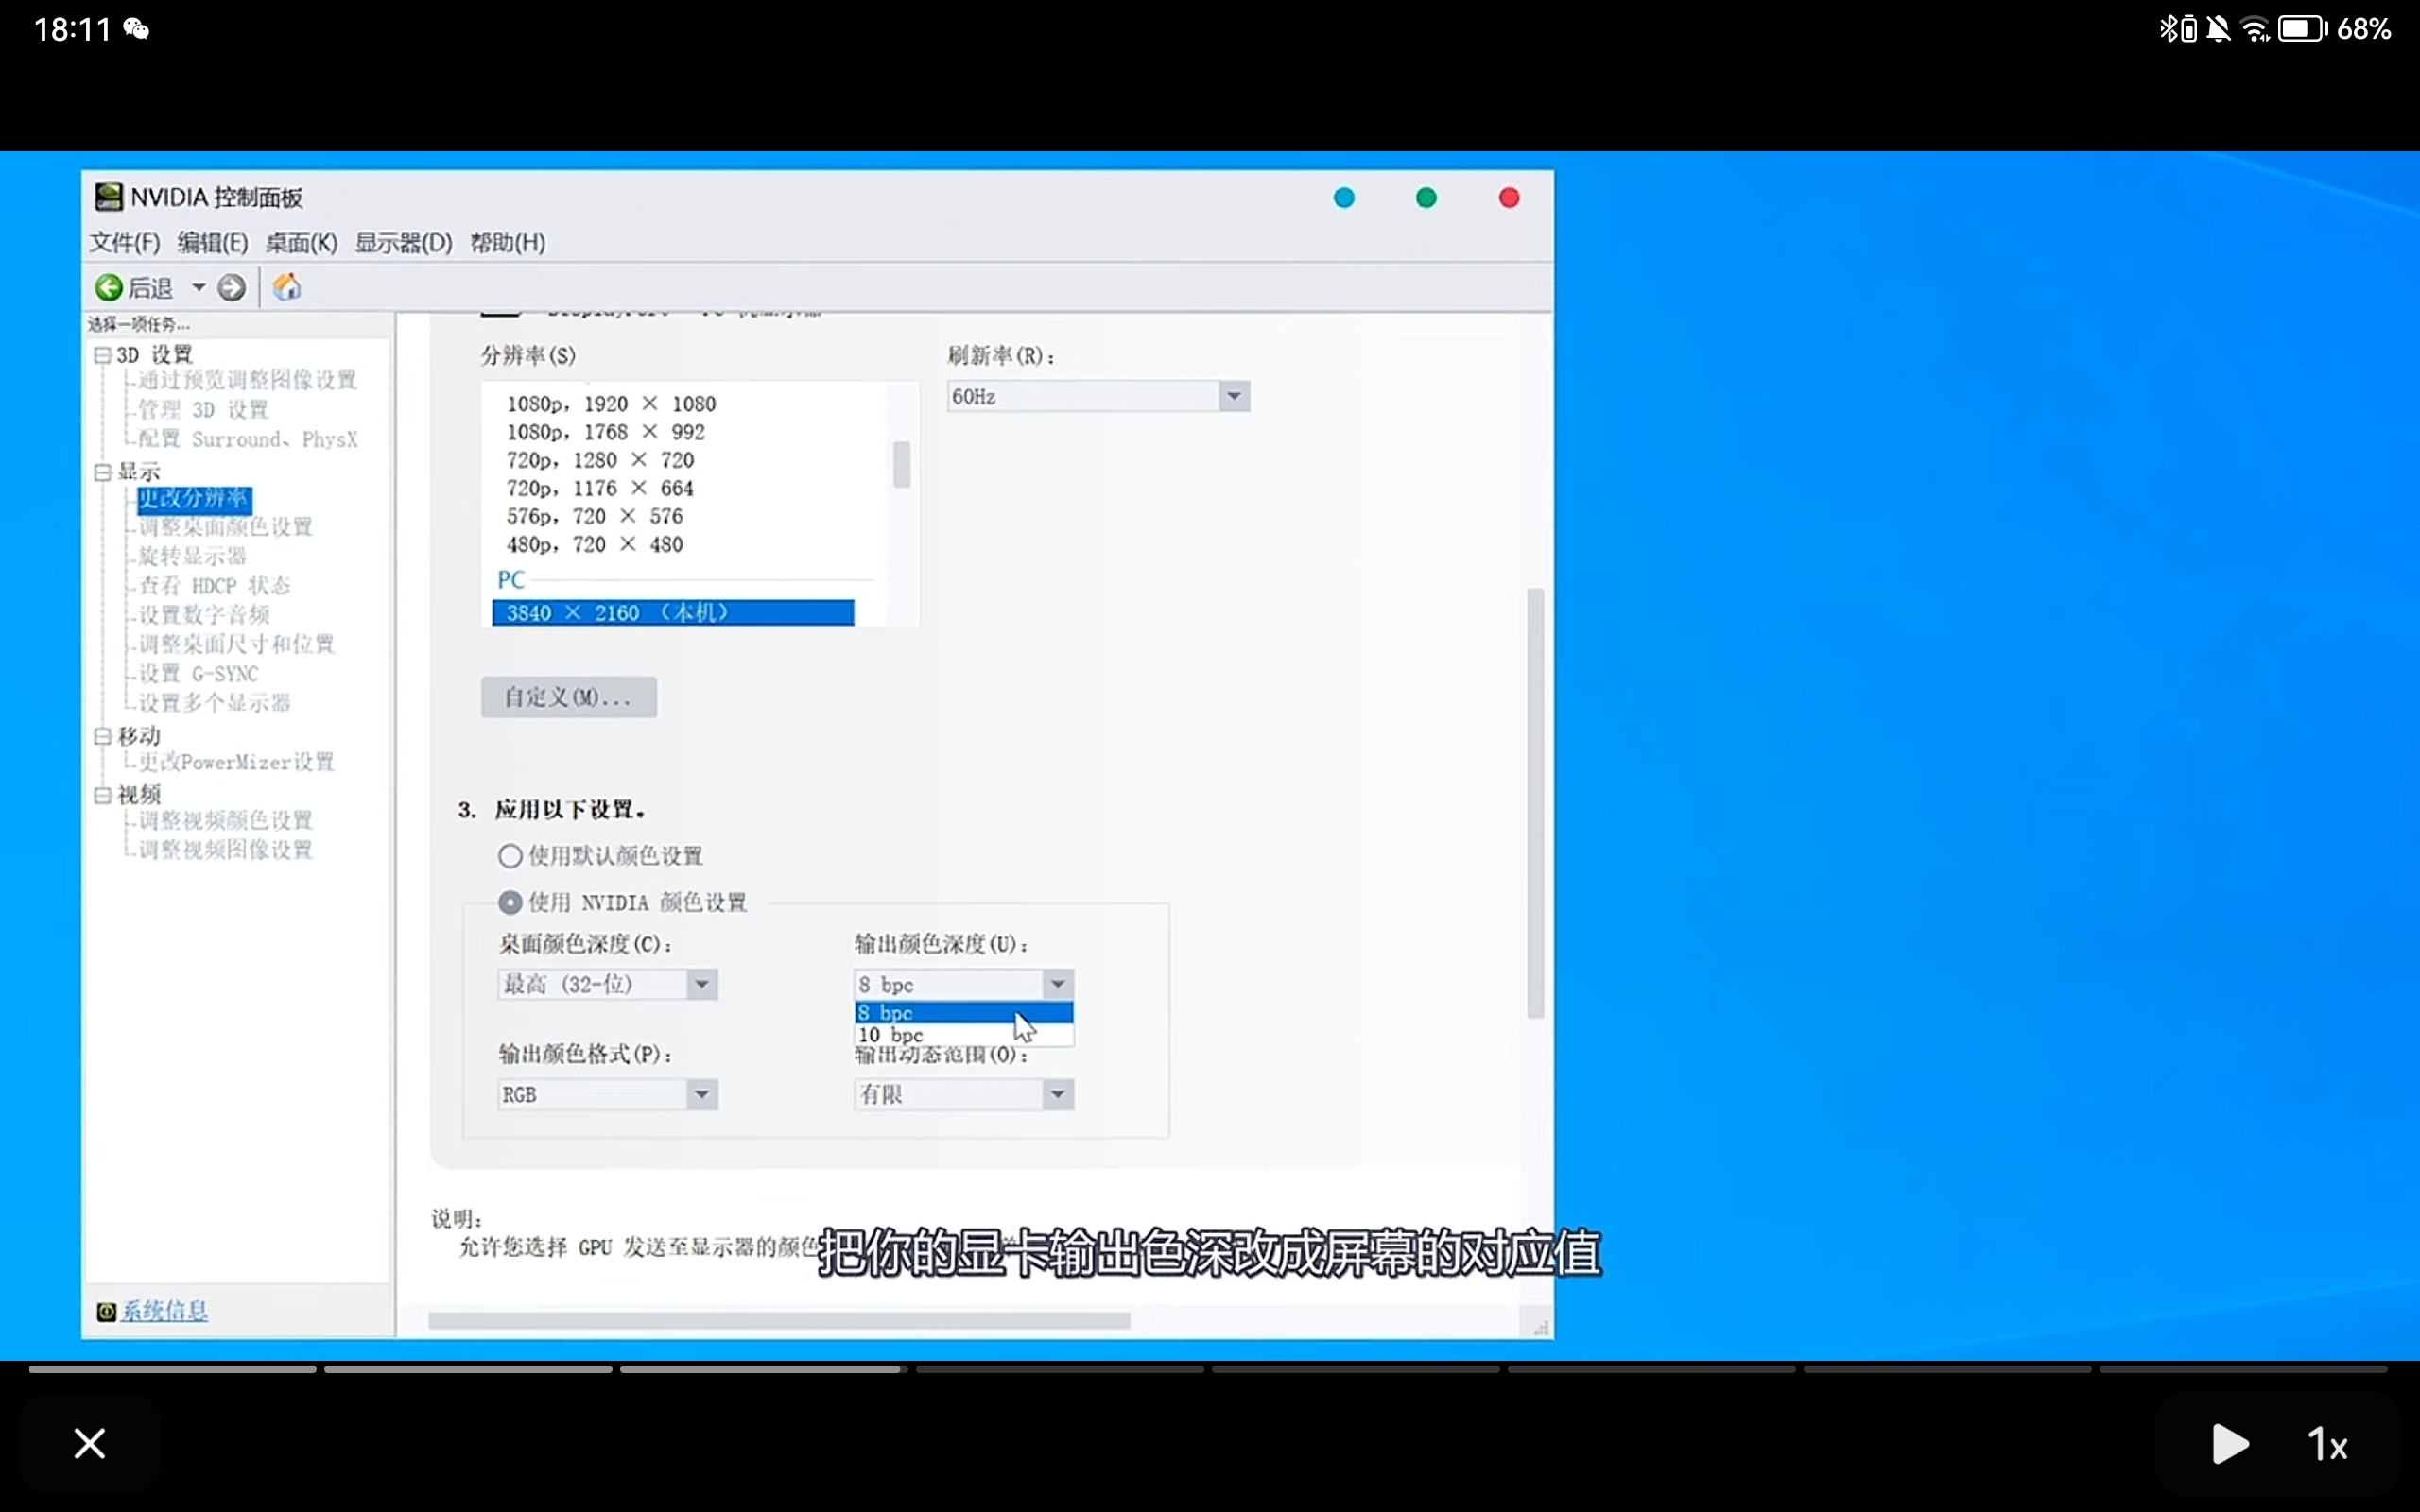 18:11
68%
NVIDIA 控制面板
文件(F) 编辑(E) 桌面(K) 显示器(D) 帮助(H)
后退
选择一项任务...
3D 设置
通过预览调整图像设置
管理 3D 设置
配置 Surround、PhysX
显示
更改分辨率
调整桌面颜色设置
旋转显示器
查看 HDCP 状态
设置数字音频
调整桌面尺寸和位置
设置 G-SYNC
设置多个显示器
移动
更改PowerMizer设置
视频
调整视频颜色设置
调整视频图像设置
系统信息
分辨率(S)
1080p, 1920 × 1080
1080p, 1768 × 992
720p, 1280 × 720
720p, 1176 × 664
576p, 720 × 576
480p, 720 × 480
PC
3840 × 2160 (本机)
刷新率(R):
60Hz
自定义(M)...
3. 应用以下设置。
使用默认颜色设置
使用 NVIDIA 颜色设置
桌面颜色深度(C):
最高 (32-位)
输出颜色深度(U):
8 bpc
8 bpc
10 bpc
输出颜色格式(P):
RGB
输出动态范围(O):
有限
说明:
允许您选择 GPU 发送至显示器的颜色
把你的显卡输出色深改成屏幕的对应值
1x